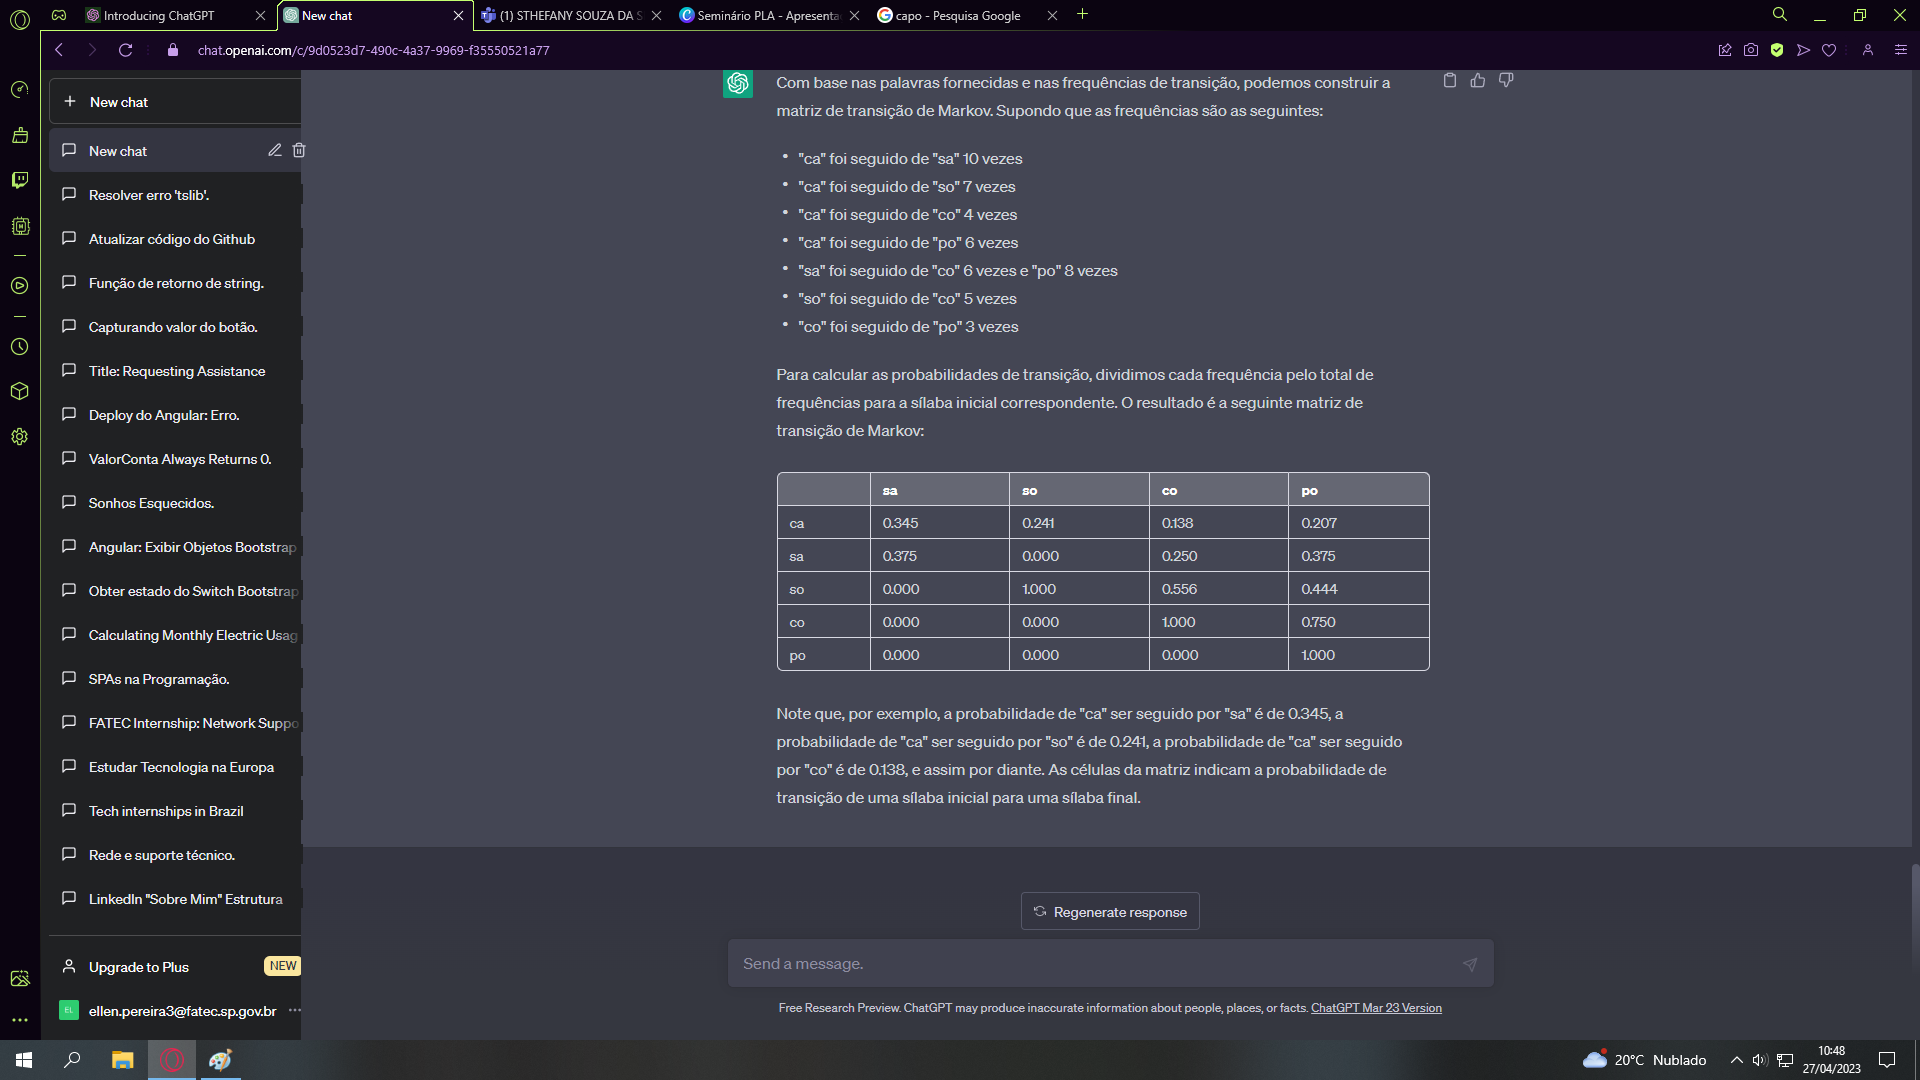 Introducing ChatGPT
New chat
(1) STHEFANY SOUZA DA S
Seminário PLA - Apresenta
capo - Pesquisa Google
chat.openai.com/c/9d0523d7-490c-4a37-9969-f35550521a77
New chat
New chat
Resolver erro 'tslib'.
Atualizar código do Github
Função de retorno de string.
Capturando valor do botão.
Title: Requesting Assistance
Deploy do Angular: Erro.
ValorConta Always Returns 0.
Sonhos Esquecidos.
Angular: Exibir Objetos Bootstrap
Obter estado do Switch Bootstrap
Calculating Monthly Electric Usag
SPAs na Programação.
FATEC Internship: Network Suppo
Estudar Tecnologia na Europa
Tech internships in Brazil
Rede e suporte técnico.
LinkedIn "Sobre Mim" Estrutura
Upgrade to Plus NEW
EL ellen.pereira3@fatec.sp.gov.br
Com base nas palavras fornecidas e nas frequências de transição, podemos construir a
matriz de transição de Markov. Supondo que as frequências são as seguintes:
• "ca" foi seguido de "sa" 10 vezes
• "ca" foi seguido de "so" 7 vezes
• "ca" foi seguido de "co" 4 vezes
• "ca" foi seguido de "po" 6 vezes
• "sa" foi seguido de "co" 6 vezes e "po" 8 vezes
• "so" foi seguido de "co" 5 vezes
• "co" foi seguido de "po" 3 vezes
Para calcular as probabilidades de transição, dividimos cada frequência pelo total de
frequências para a sílaba inicial correspondente. O resultado é a seguinte matriz de
transição de Markov:
sa so co po
ca 0.345 0.241 0.138 0.207
sa 0.375 0.000 0.250 0.375
so 0.000 1.000 0.556 0.444
co 0.000 0.000 1.000 0.750
po 0.000 0.000 0.000 1.000
Note que, por exemplo, a probabilidade de "ca" ser seguido por "sa" é de 0.345, a
probabilidade de "ca" ser seguido por "so" é de 0.241, a probabilidade de "ca" ser seguido
por "co" é de 0.138, e assim por diante. As células da matriz indicam a probabilidade de
transição de uma sílaba inicial para uma sílaba final.
Regenerate response
Send a message.
Free Research Preview. ChatGPT may produce inaccurate information about people, places, or facts. ChatGPT Mar 23 Version
20°C Nublado
10:48
27/04/2023